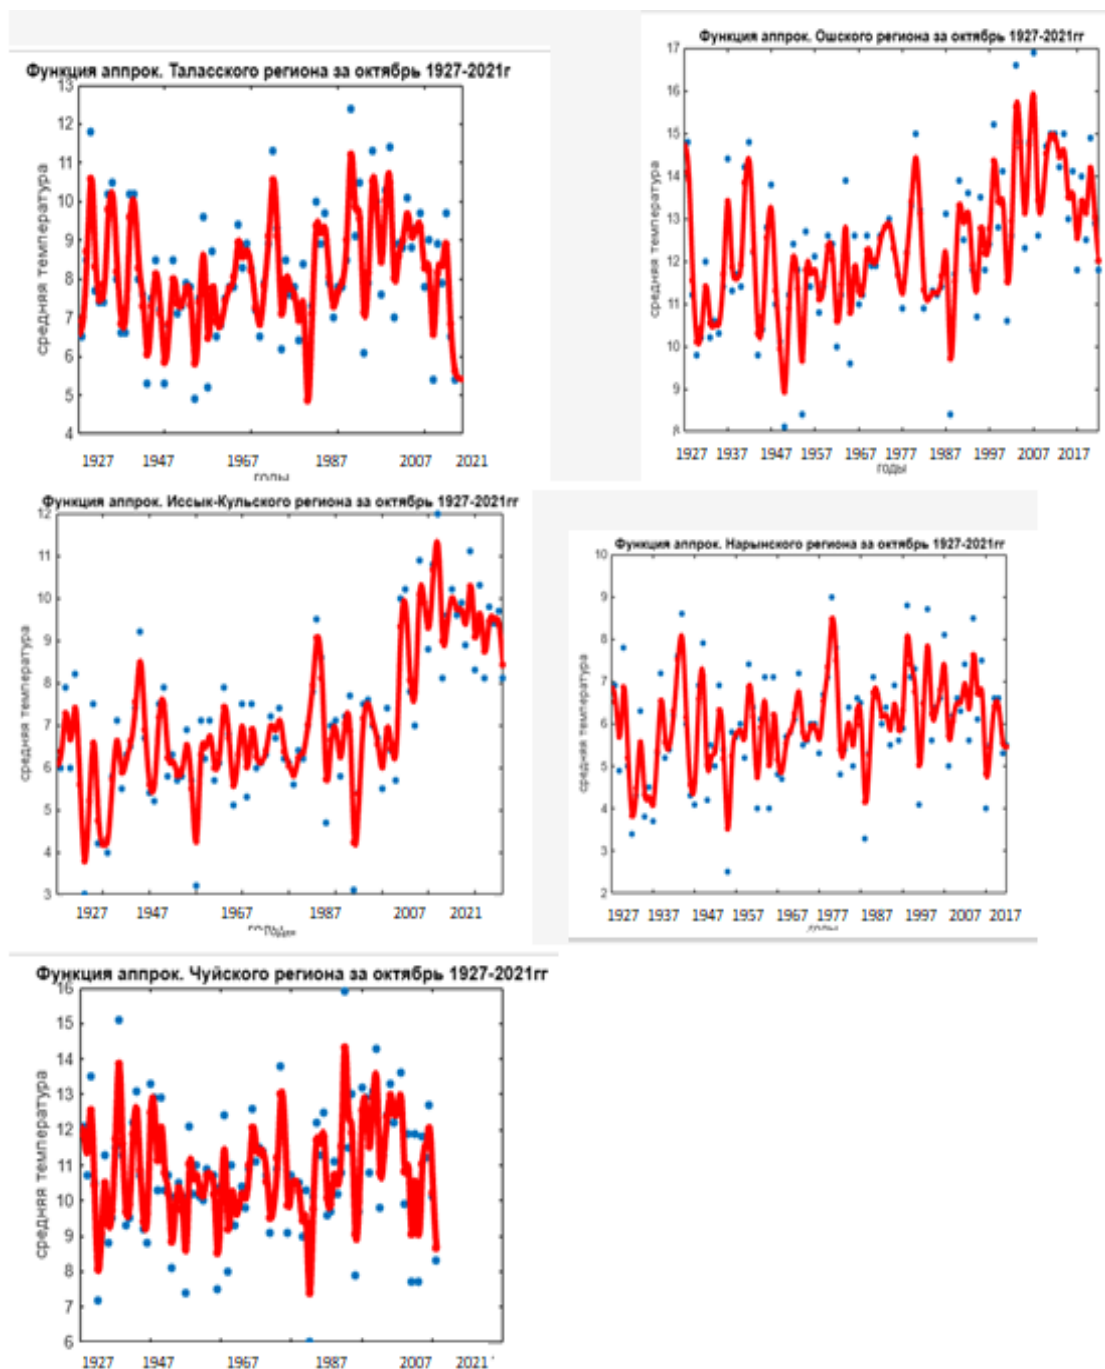 Функция аппрок. Таласского региона за октябрь 1927-2021г
средняя температура
13
12
11
10
9
8
7
6
5
4
1927 1947 1967 1987 2007 2021
годы
Функция аппрок. Ошского региона за октябрь 1927-2021гг
средняя температура
17
16
15
14
13
12
11
10
9
8
1927 1937 1947 1957 1967 1977 1987 1997 2007 2017
годы
Функция аппрок. Иссык-Кульского региона за октябрь 1927-2021гг
средняя температура
12
11
10
9
8
7
6
5
4
3
1927 1947 1967 1987 2007 2021
Функция аппрок. Нарынского региона за октябрь 1927-2021гг
средняя температура
10
9
8
7
6
5
4
3
2
1927 1937 1947 1957 1967 1977 1987 1997 2007 2017
годы
Функция аппрок. Чуйского региона за октябрь 1927-2021гг
средняя температура
16
15
14
13
12
11
10
9
8
7
6
1927 1947 1967 1987 2007 2021